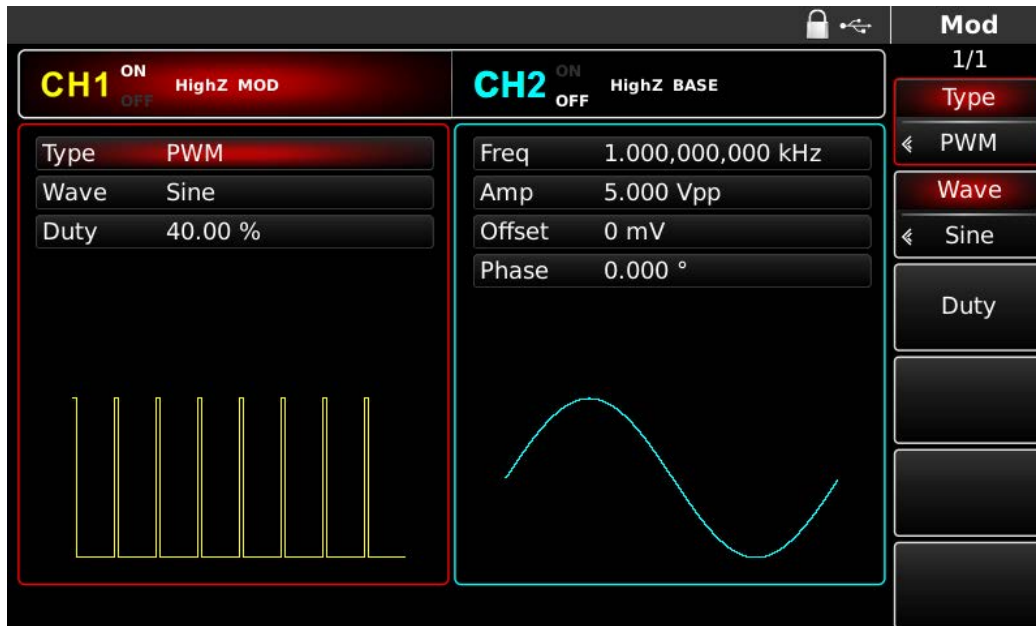 Mod
1/1
CH1 ON OFF HighZ MOD
CH2 ON OFF HighZ BASE
Type PWM
Wave Sine
Duty 40.00 %
Freq 1.000,000,000 kHz
Amp 5.000 Vpp
Offset 0 mV
Phase 0.000 °
Type
PWM
Wave
Sine
Duty